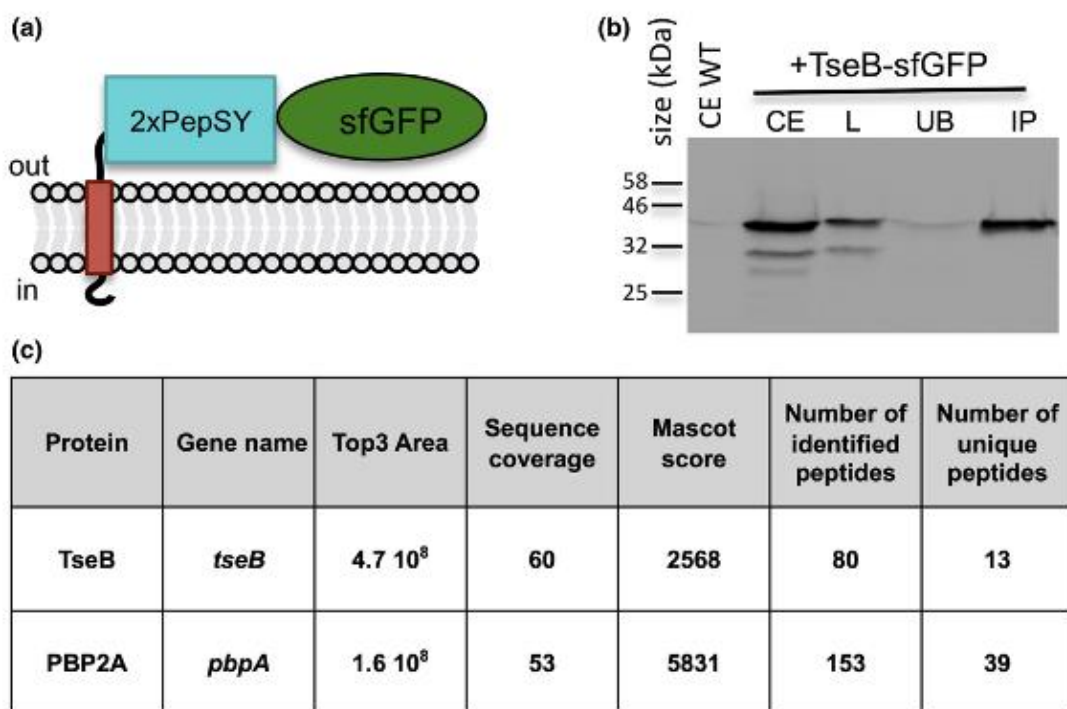 (a)
2xPepSY
sfGFP
out
in
(b)
size (kDa)
CE WT
+TseB-sfGFP
CE L UB IP
58
46
32
25
(c)
Protein Gene name Top3 Area Sequence coverage Mascot score Number of identified peptides Number of unique peptides
TseB tseB 4.7 10⁸ 60 2568 80 13
PBP2A pbpA 1.6 10⁸ 53 5831 153 39